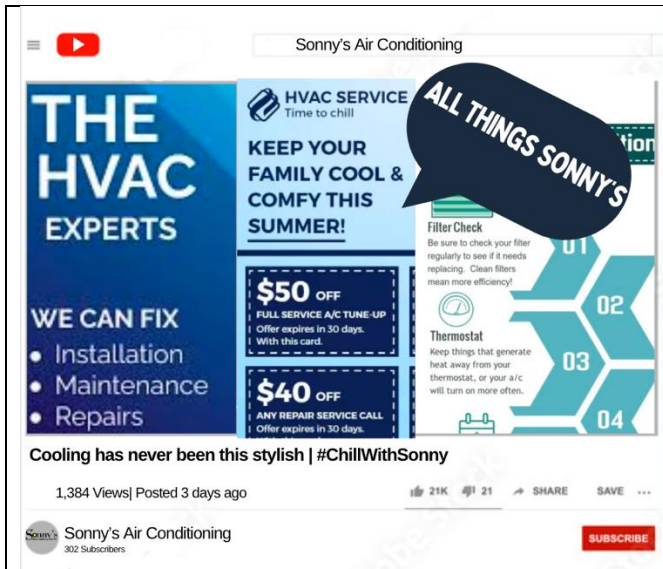 Sonny's Air Conditioning
THE
HVAC
EXPERTS
WE CAN FIX
• Installation
• Maintenance
• Repairs
HVAC SERVICE
Time to chill
KEEP YOUR
FAMILY COOL &
COMFY THIS
SUMMER!
$50 OFF
FULL SERVICE A/C TUNE-UP
Offer expires in 30 days.
With this card.
$40 OFF
ANY REPAIR SERVICE CALL
Offer expires in 30 days.
ALL THINGS SONNY'S
Filter Check
Be sure to check your filter
regularly to see if it needs
replacing. Clean filters
mean more efficiency!
Thermostat
Keep things that generate
heat away from your
thermostat, or your a/c
will turn on more often.
01
02
03
04
Cooling has never been this stylish | #ChillWithSonny
1,384 Views| Posted 3 days ago
21K 21 SHARE SAVE ...
Sonny's
Sonny's Air Conditioning
302 Subscribers
SUBSCRIBE